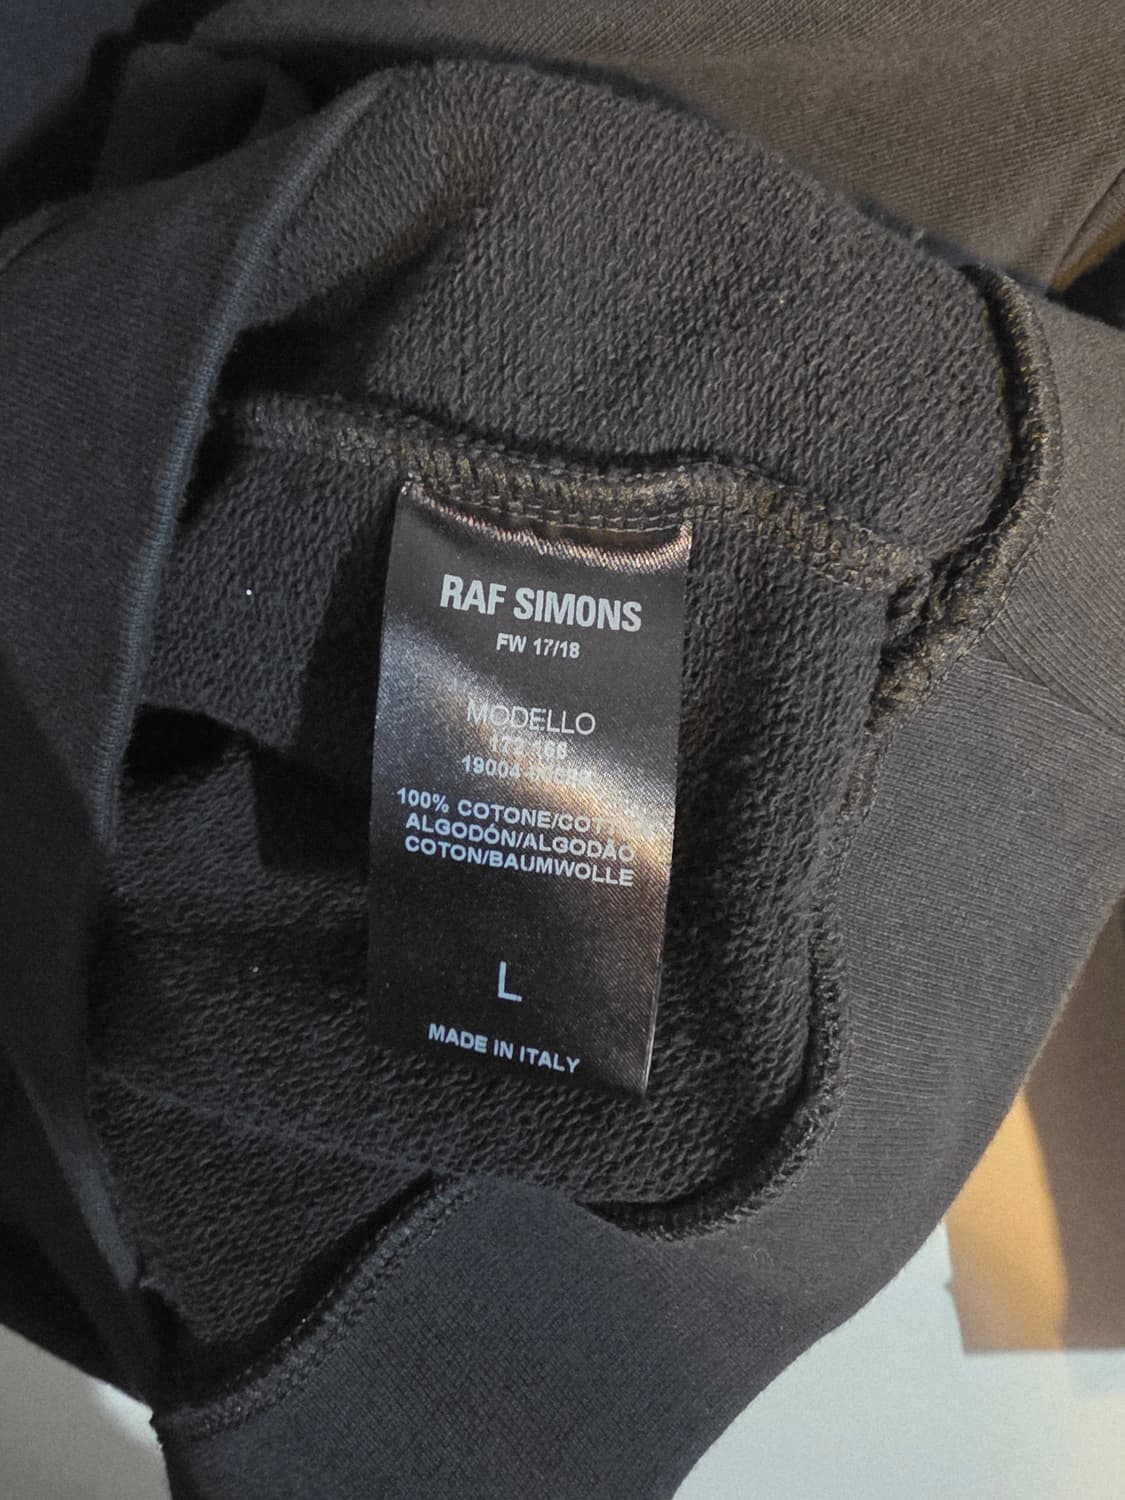 RAF SIMONS
FW 17/18
MODELLO
100% COTONE/
ALGODÓN/ALGODÃO
COTON/BAUMWOLLE
L
MADE IN ITALY